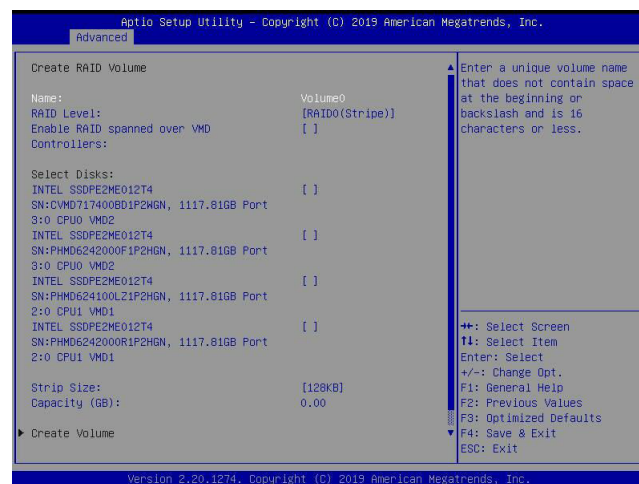 Aptio Setup Utility – Copyright (C) 2019 American Megatrends, Inc.
Advanced
Create RAID Volume
Name: Volume0
RAID Level: [RAID0(Stripe)]
Enable RAID spanned over VMD [ ]
Controllers:
Select Disks:
INTEL SSDPE2ME012T4 [ ]
SN:CVMD717400BD1P2WGN, 1117.81GB Port
3:0 CPU0 VMD2
INTEL SSDPE2ME012T4 [ ]
SN:PHMD6242000F1P2HGN, 1117.81GB Port
3:0 CPU0 VMD2
INTEL SSDPE2ME012T4 [ ]
SN:PHMD624100LZ1P2HGN, 1117.81GB Port
2:0 CPU1 VMD1
INTEL SSDPE2ME012T4 [ ]
SN:PHMD6242000R1P2HGN, 1117.81GB Port
2:0 CPU1 VMD1
Strip Size: [128KB]
Capacity (GB): 0.00
Create Volume
Enter a unique volume name
that does not contain space
at the beginning or
backslash and is 16
characters or less.
→←: Select Screen
↑↓: Select Item
Enter: Select
+/-: Change Opt.
F1: General Help
F2: Previous Values
F3: Optimized Defaults
F4: Save & Exit
ESC: Exit
Version 2.20.1274. Copyright (C) 2019 American Megatrends, Inc.